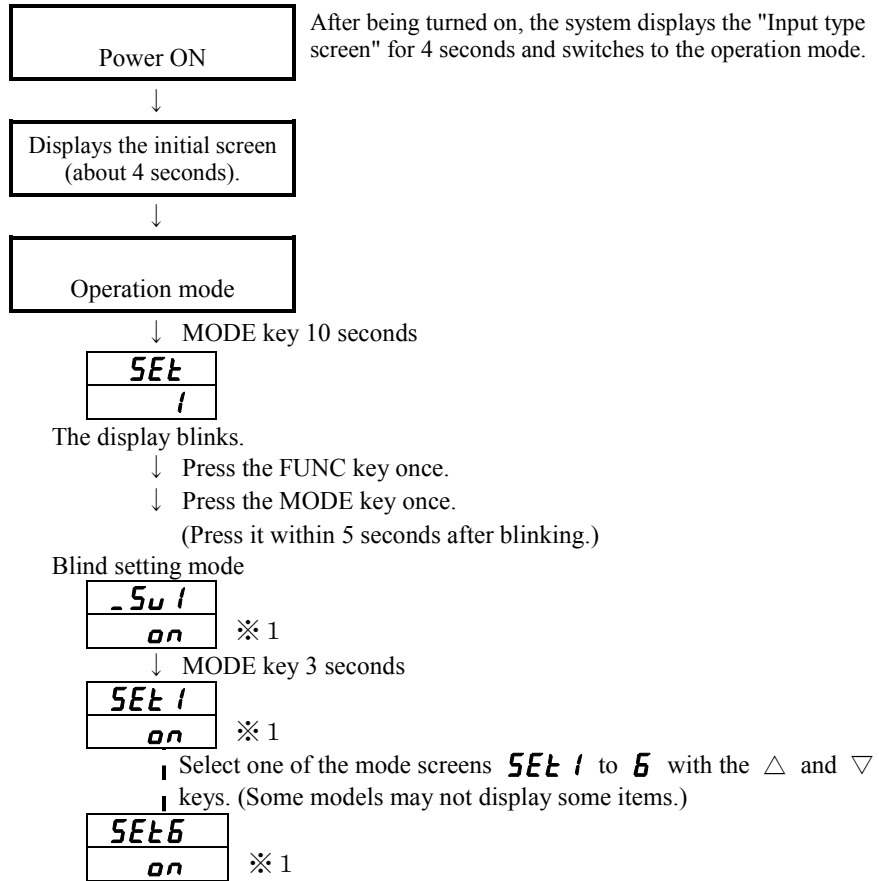 After being turned on, the system displays the "Input type
screen" for 4 seconds and switches to the operation mode.
Power ON
↓
Displays the initial screen
(about 4 seconds).
↓
Operation mode
↓ MODE key 10 seconds
SEt
1
The display blinks.
↓ Press the FUNC key once.
↓ Press the MODE key once.
(Press it within 5 seconds after blinking.)
Blind setting mode
_Su1
on ※1
↓ MODE key 3 seconds
SEt1
on ※1
Select one of the mode screens SEt1 to 6 with the △ and ▽
keys. (Some models may not display some items.)
SEt6
on ※1